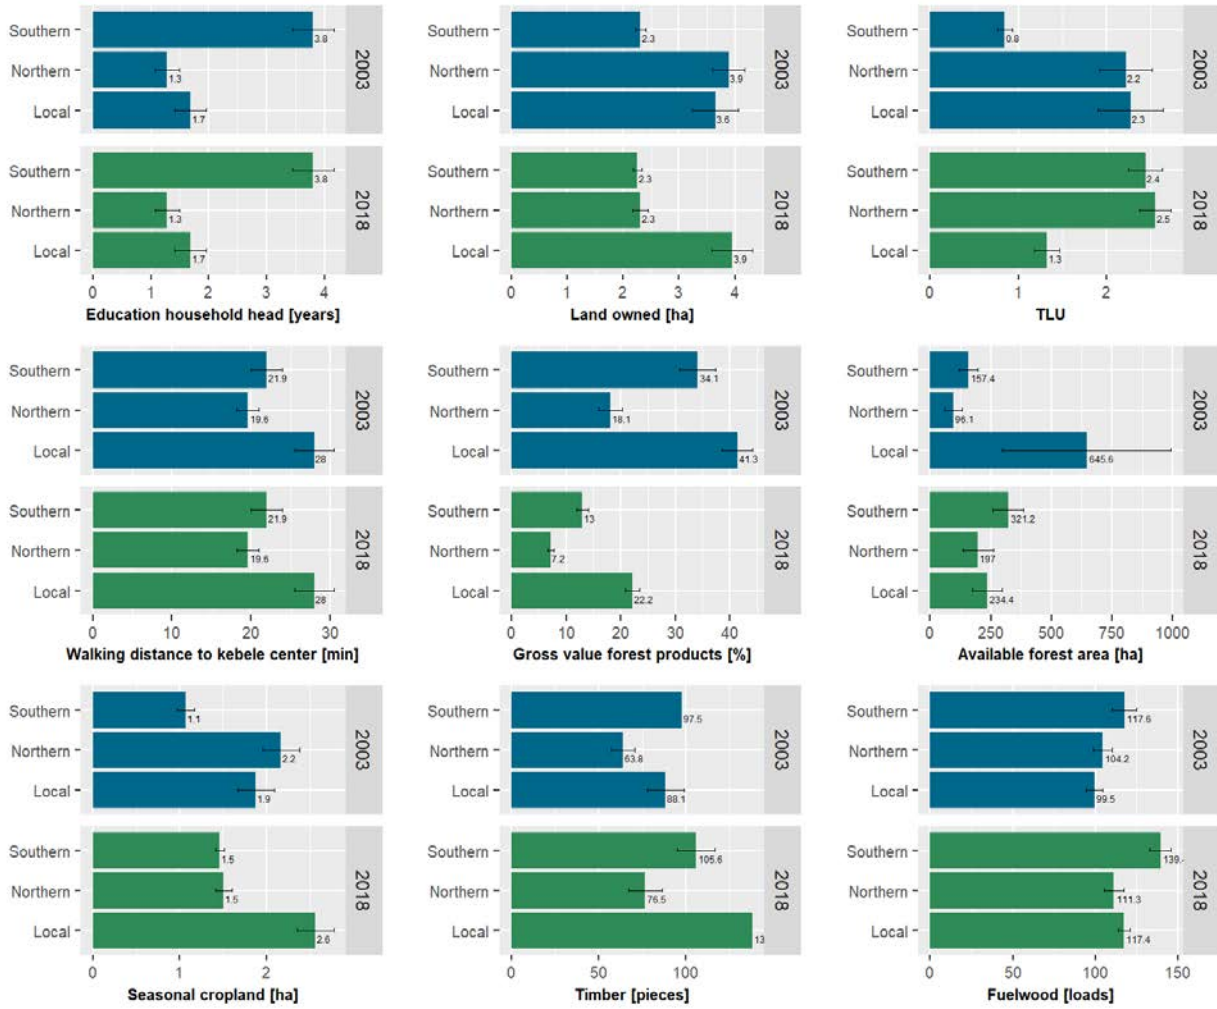 Southern
3.8
Northern
1.3
Local
1.7
2003
Southern
3.8
Northern
1.3
Local
1.7
2018
0 1 2 3 4
Education household head [years]
Southern
2.3
Northern
3.9
Local
3.6
2003
Southern
2.3
Northern
2.3
Local
3.9
2018
0 1 2 3 4
Land owned [ha]
Southern
0.8
Northern
2.2
Local
2.3
2003
Southern
2.4
Northern
2.5
Local
1.3
2018
0 1 2
TLU
Southern
21.9
Northern
19.6
Local
28
2003
Southern
21.9
Northern
19.6
Local
28
2018
0 10 20 30
Walking distance to kebele center [min]
Southern
34.1
Northern
18.1
Local
41.3
2003
Southern
13
Northern
7.2
Local
22.2
2018
0 10 20 30 40
Gross value forest products [%]
Southern
157.4
Northern
96.1
Local
645.6
2003
Southern
321.2
Northern
197
Local
234.4
2018
0 250 500 750 1000
Available forest area [ha]
Southern
1.1
Northern
2.2
Local
1.9
2003
Southern
1.5
Northern
1.5
Local
2.6
2018
0 1 2
Seasonal cropland [ha]
Southern
97.5
Northern
63.8
Local
88.1
2003
Southern
105.6
Northern
76.5
Local
2018
0 50 100
Timber [pieces]
Southern
117.6
Northern
104.2
Local
99.5
2003
Southern
139.
Northern
111.3
Local
117.4
2018
0 50 100 150
Fuelwood [loads]